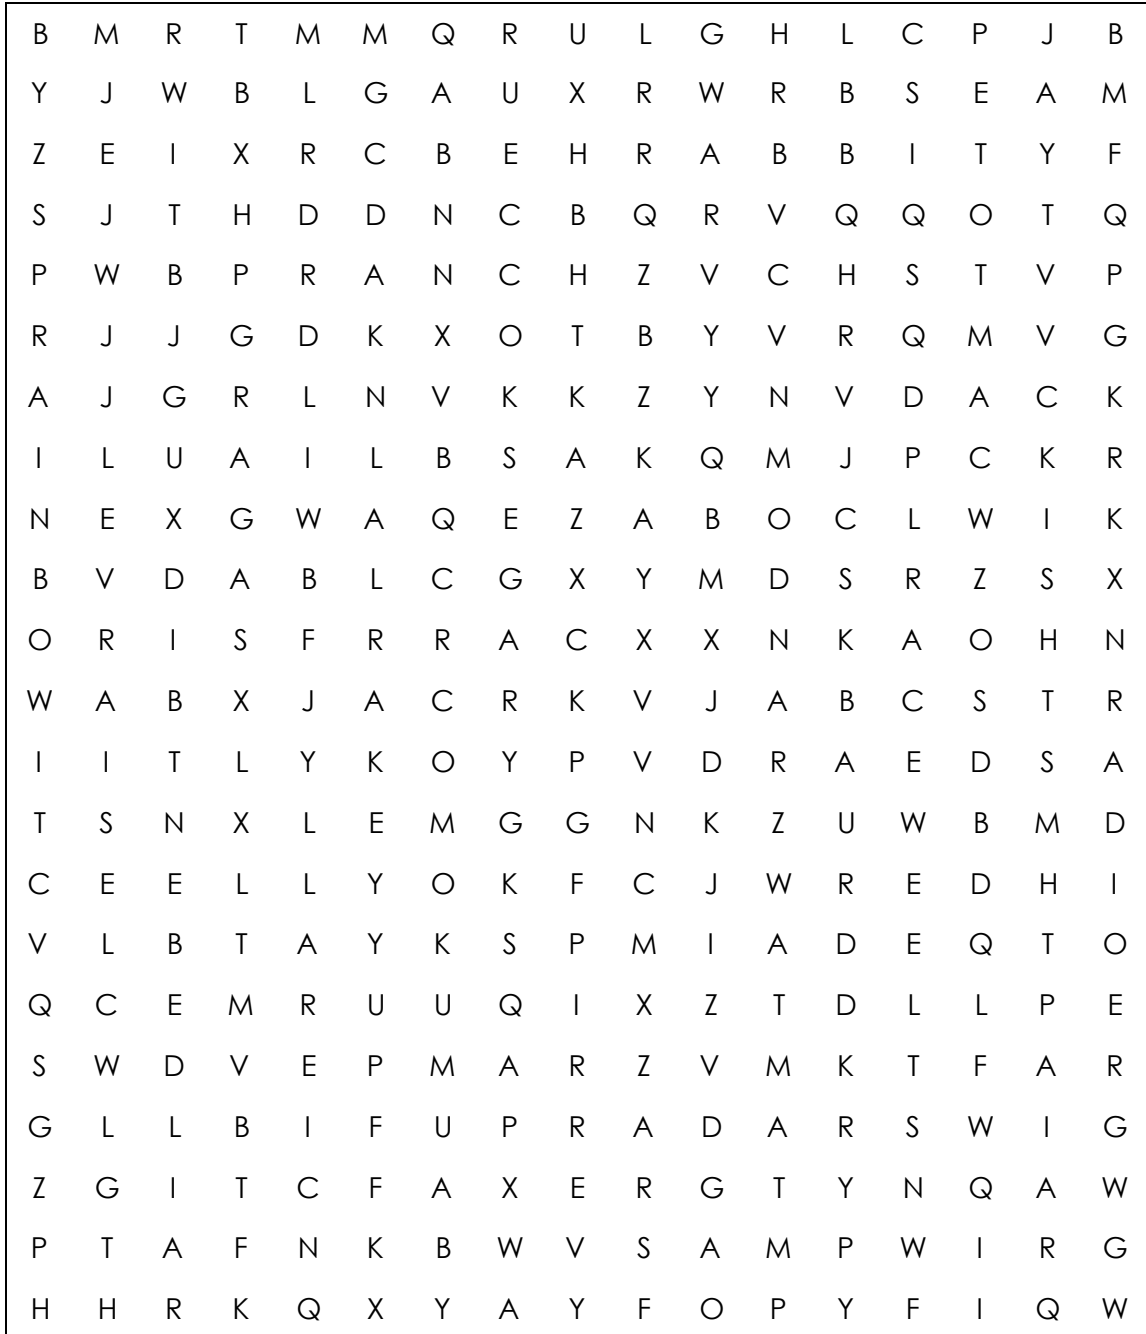 B M R T M M Q R U L G H L C P J B
Y J W B L G A U X R W R B S E A M
Z E I X R C B E H R A B B I T Y F
S J T H D D N C B Q R V Q Q O T Q
P W B P R A N C H Z V C H S T V P
R J J G D K X O T B Y V R Q M V G
A J G R L N V K K Z Y N V D A C K
I L U A I L B S A K Q M J P C K R
N E X G W A Q E Z A B O C L W I K
B V D A B L C G X Y M D S R Z S X
O R I S F R R A C X X N K A O H N
W A B X J A C R K V J A B C S T R
I I T L Y K O Y P V D R A E D S A
T S N X L E M G G N K Z U W B M D
C E E L L Y O K F C J W R E D H I
V L B T A Y K S P M I A D E Q T O
Q C E M R U U Q I X Z T D L L P E
S W D V E P M A R Z V M K T F A R
G L L B I F U P R A D A R S W I G
Z G I T C F A X E R G T Y N Q A W
P T A F N K B W V S A M P W I R G
H H R K Q X Y A Y F O P Y F I Q W